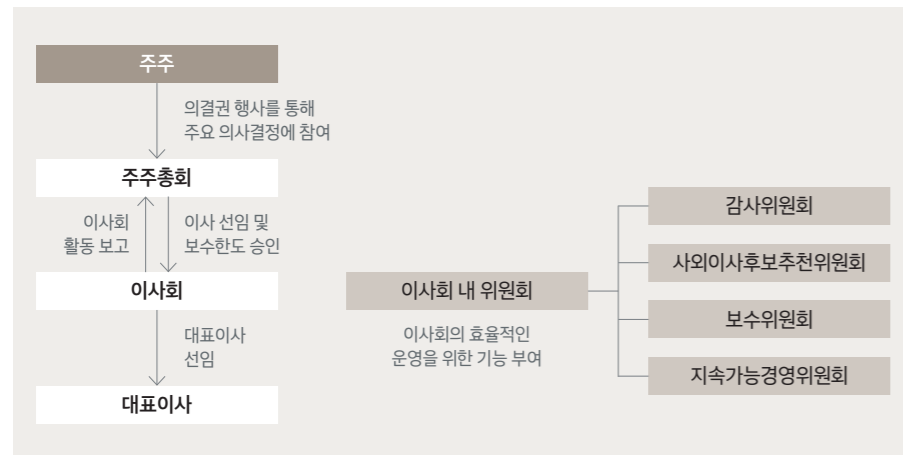 주주
의결권 행사를 통해
주요 의사결정에 참여
주주총회
이사회
활동 보고
이사 선임 및
보수한도 승인
이사회
대표이사
선임
대표이사
이사회 내 위원회
이사회의 효율적인
운영을 위한 기능 부여
감사위원회
사외이사후보추천위원회
보수위원회
지속가능경영위원회